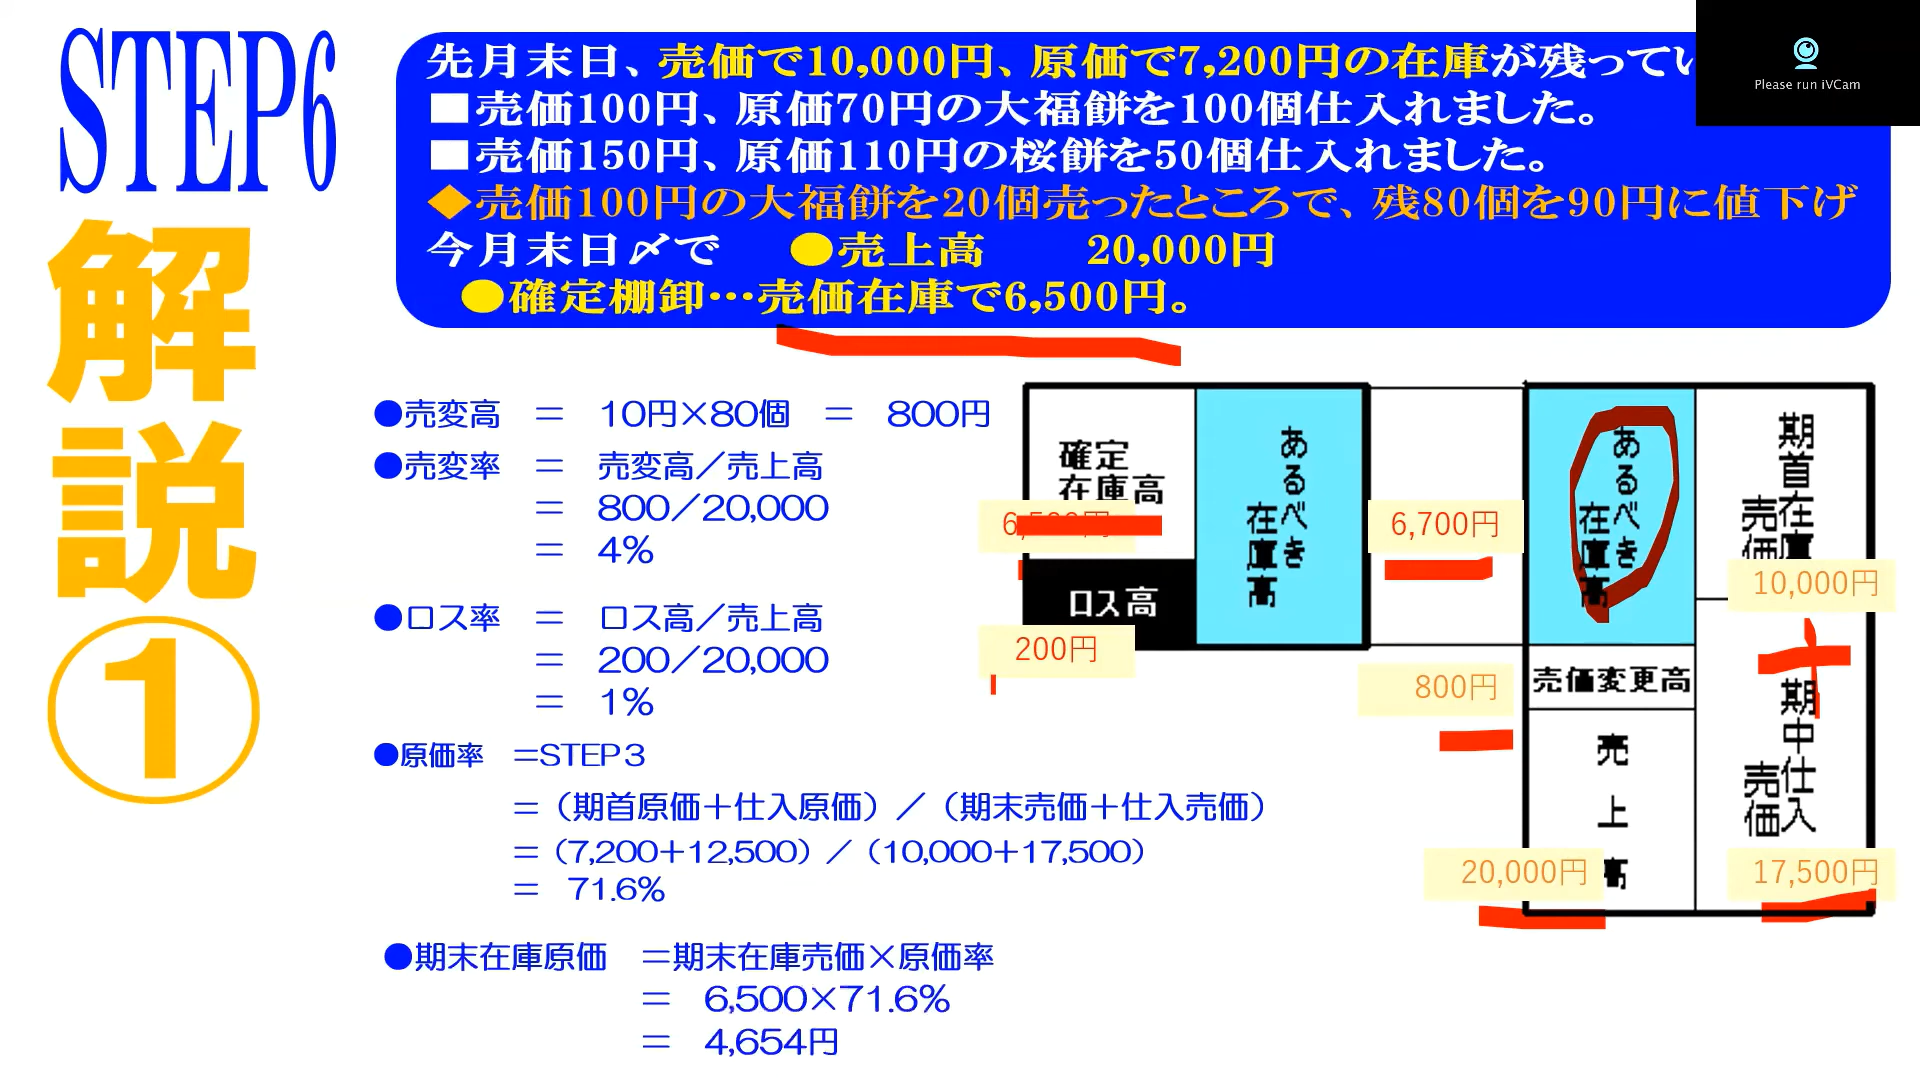 STEP6
解説①
先月末日、売価で10,000円、原価で7,200円の在庫が残ってい
■売価100円、原価70円の大福餅を100個仕入れました。
■売価150円、原価110円の桜餅を50個仕入れました。
◆売価100円の大福餅を20個売ったところで、残80個を90円に値下げ
今月末日〆で ●売上高 20,000円
●確定棚卸…売価在庫で6,500円。
Please run iVCam
●売変高 ＝ 10円×80個 ＝ 800円
●売変率 ＝ 売変高／売上高
＝ 800／20,000
＝ 4%
●ロス率 ＝ ロス高／売上高
＝ 200／20,000
＝ 1%
●原価率 ＝STEP3
＝（期首原価＋仕入原価）／（期末売価＋仕入売価）
＝（7,200+12,500）／（10,000+17,500）
＝ 71.6%
●期末在庫原価 ＝期末在庫売価×原価率
＝ 6,500×71.6%
＝ 4,654円
確定
在庫高
6,500円
ロス高
200円
あるべき
在庫高
6,700円
800円
あるべき
在庫高
売価変更高
売上高
20,000円
期首在庫
売価
10,000円
期中仕入
売価
17,500円